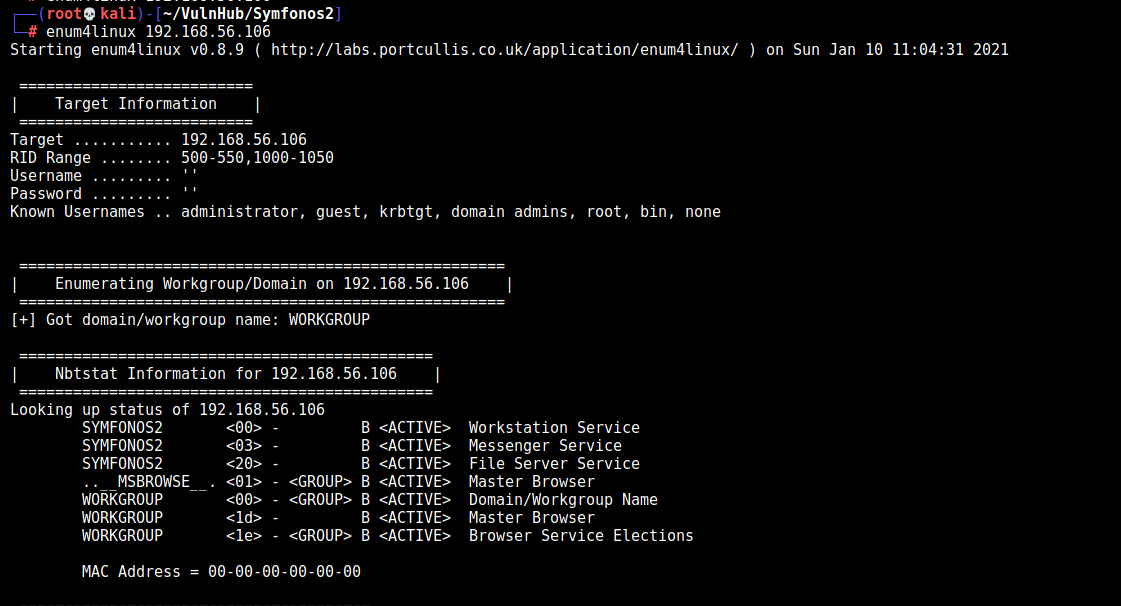 ┌──(root💀kali)-[~/VulnHub/Symfonos2]
└─# enum4linux 192.168.56.106
Starting enum4linux v0.8.9 ( http://labs.portcullis.co.uk/application/enum4linux/ ) on Sun Jan 10 11:04:31 2021
==========================
| Target Information |
==========================
Target ........... 192.168.56.106
RID Range ........ 500-550,1000-1050
Username ......... ''
Password ......... ''
Known Usernames .. administrator, guest, krbtgt, domain admins, root, bin, none
======================================================
| Enumerating Workgroup/Domain on 192.168.56.106 |
======================================================
[+] Got domain/workgroup name: WORKGROUP
==============================================
| Nbtstat Information for 192.168.56.106 |
==============================================
Looking up status of 192.168.56.106
SYMFONOS2 <00> - B <ACTIVE> Workstation Service
SYMFONOS2 <03> - B <ACTIVE> Messenger Service
SYMFONOS2 <20> - B <ACTIVE> File Server Service
..__MSBROWSE__. <01> - <GROUP> B <ACTIVE> Master Browser
WORKGROUP <00> - <GROUP> B <ACTIVE> Domain/Workgroup Name
WORKGROUP <1d> - B <ACTIVE> Master Browser
WORKGROUP <1e> - <GROUP> B <ACTIVE> Browser Service Elections
MAC Address = 00-00-00-00-00-00